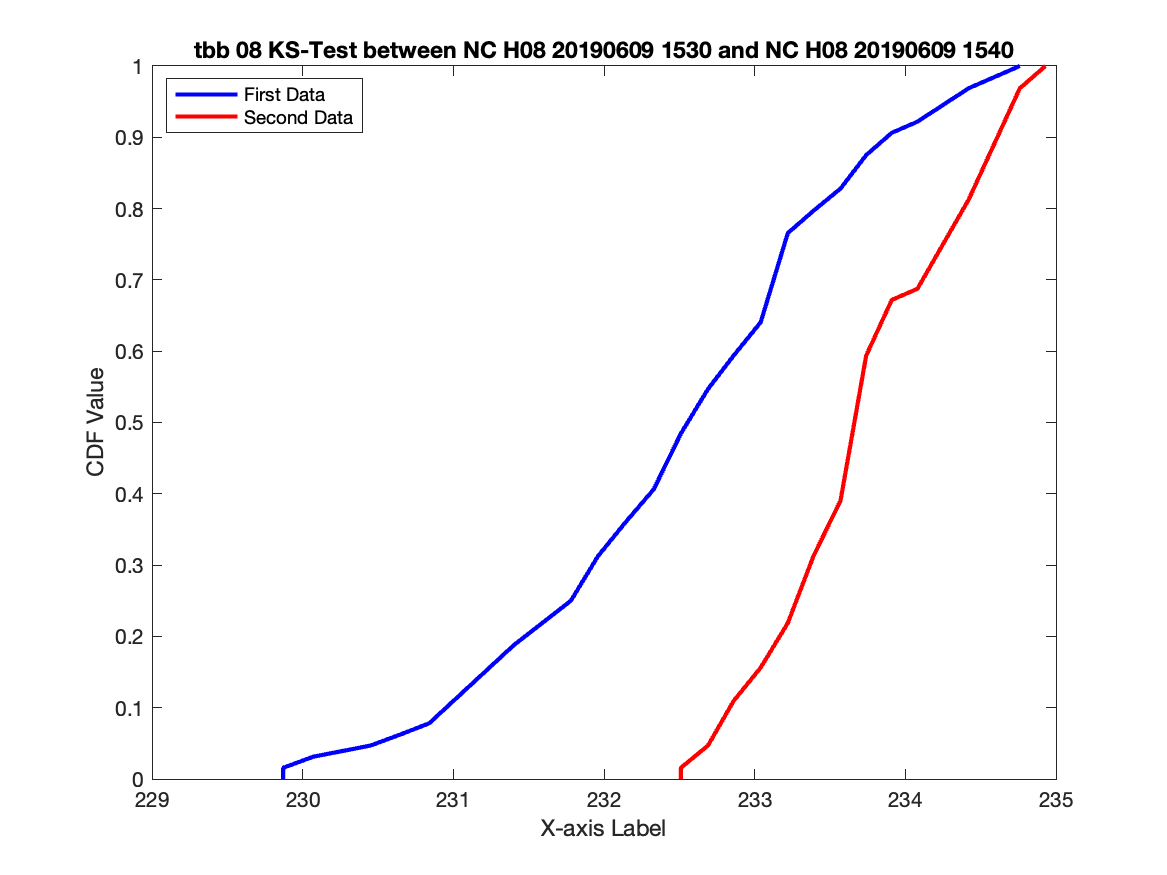 tbb 08 KS-Test between NC H08 20190609 1530 and NC H08 20190609 1540
First Data
Second Data
1
0.9
0.8
0.7
0.6
0.5
0.4
0.3
0.2
0.1
0
CDF Value
229 230 231 232 233 234 235
X-axis Label